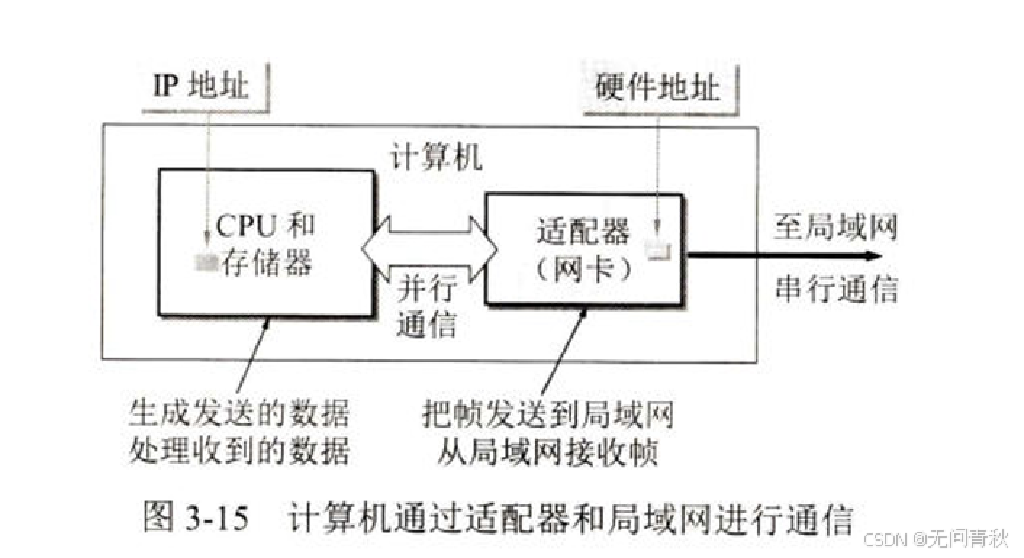 IP 地址
硬件地址
计算机
CPU 和
存储器
并行
通信
适配器
（网卡）
至局域网
串行通信
生成发送的数据
处理收到的数据
把帧发送到局域网
从局域网接收帧
图 3-15 计算机通过适配器和局域网进行通信
CSDN @无问青秋